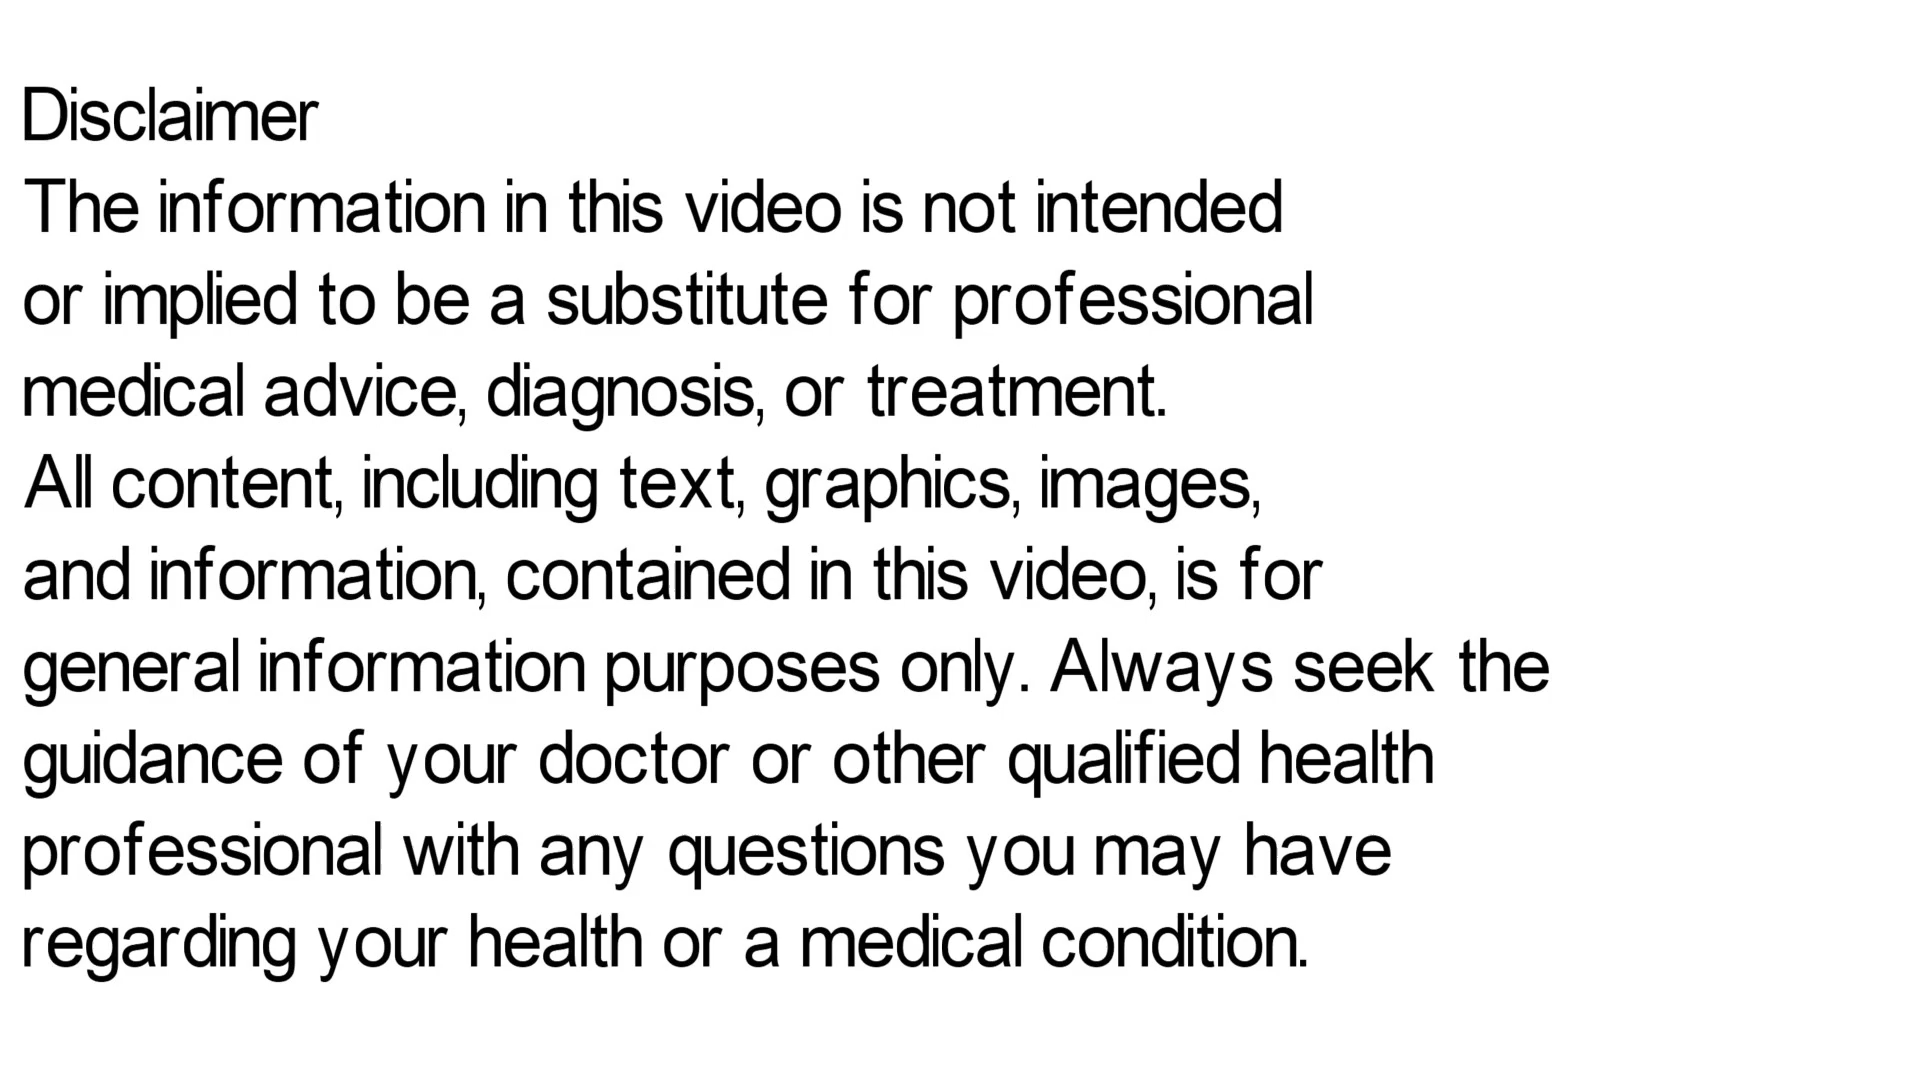 Disclaimer
The information in this video is not intended
or implied to be a substitute for professional
medical advice, diagnosis, or treatment.
All content, including text, graphics, images,
and information, contained in this video, is for
general information purposes only. Always seek the
guidance of your doctor or other qualified health
professional with any questions you may have
regarding your health or a medical condition.